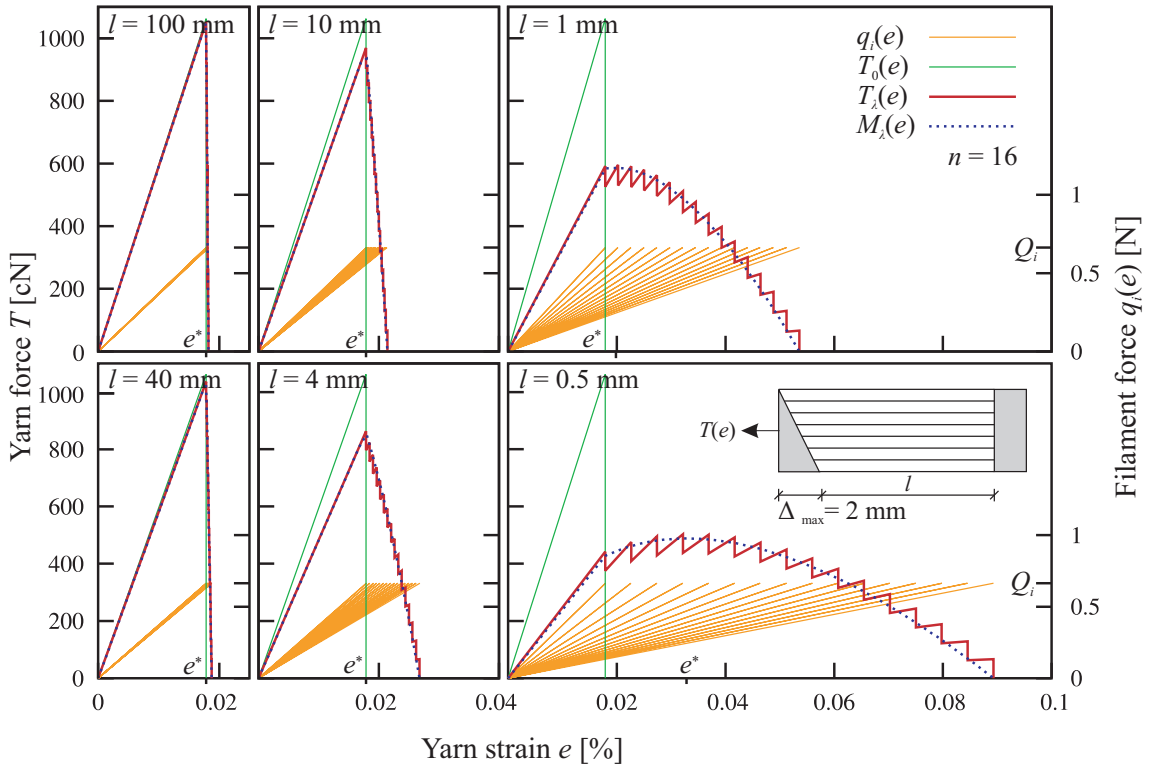 l = 100 mm
l = 10 mm
l = 1 mm
qᵢ(e)
T₀(e)
T_λ(e)
M_λ(e)
n = 16
1000
800
600
400
200
0
e*
e*
e*
1
Qᵢ
0.5
0
Yarn force T [cN]
Filament force qᵢ(e) [N]
l = 40 mm
l = 4 mm
l = 0.5 mm
T(e)
l
Δ max = 2 mm
1000
800
600
400
200
0
e*
e*
e*
1
Qᵢ
0.5
0
0
0.02
0.02
0.04
0.02
0.04
0.06
0.08
0.1
Yarn strain e [%]